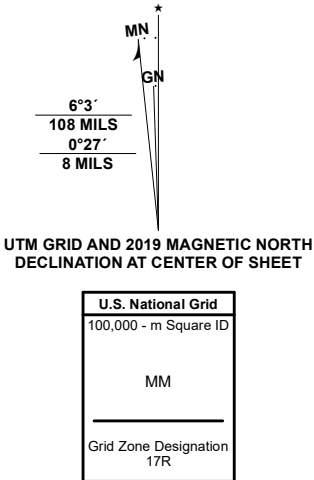 MN
GN
6°3´
108 MILS
0°27´
8 MILS
UTM GRID AND 2019 MAGNETIC NORTH
DECLINATION AT CENTER OF SHEET
U.S. National Grid
100,000 - m Square ID
MM
Grid Zone Designation
17R